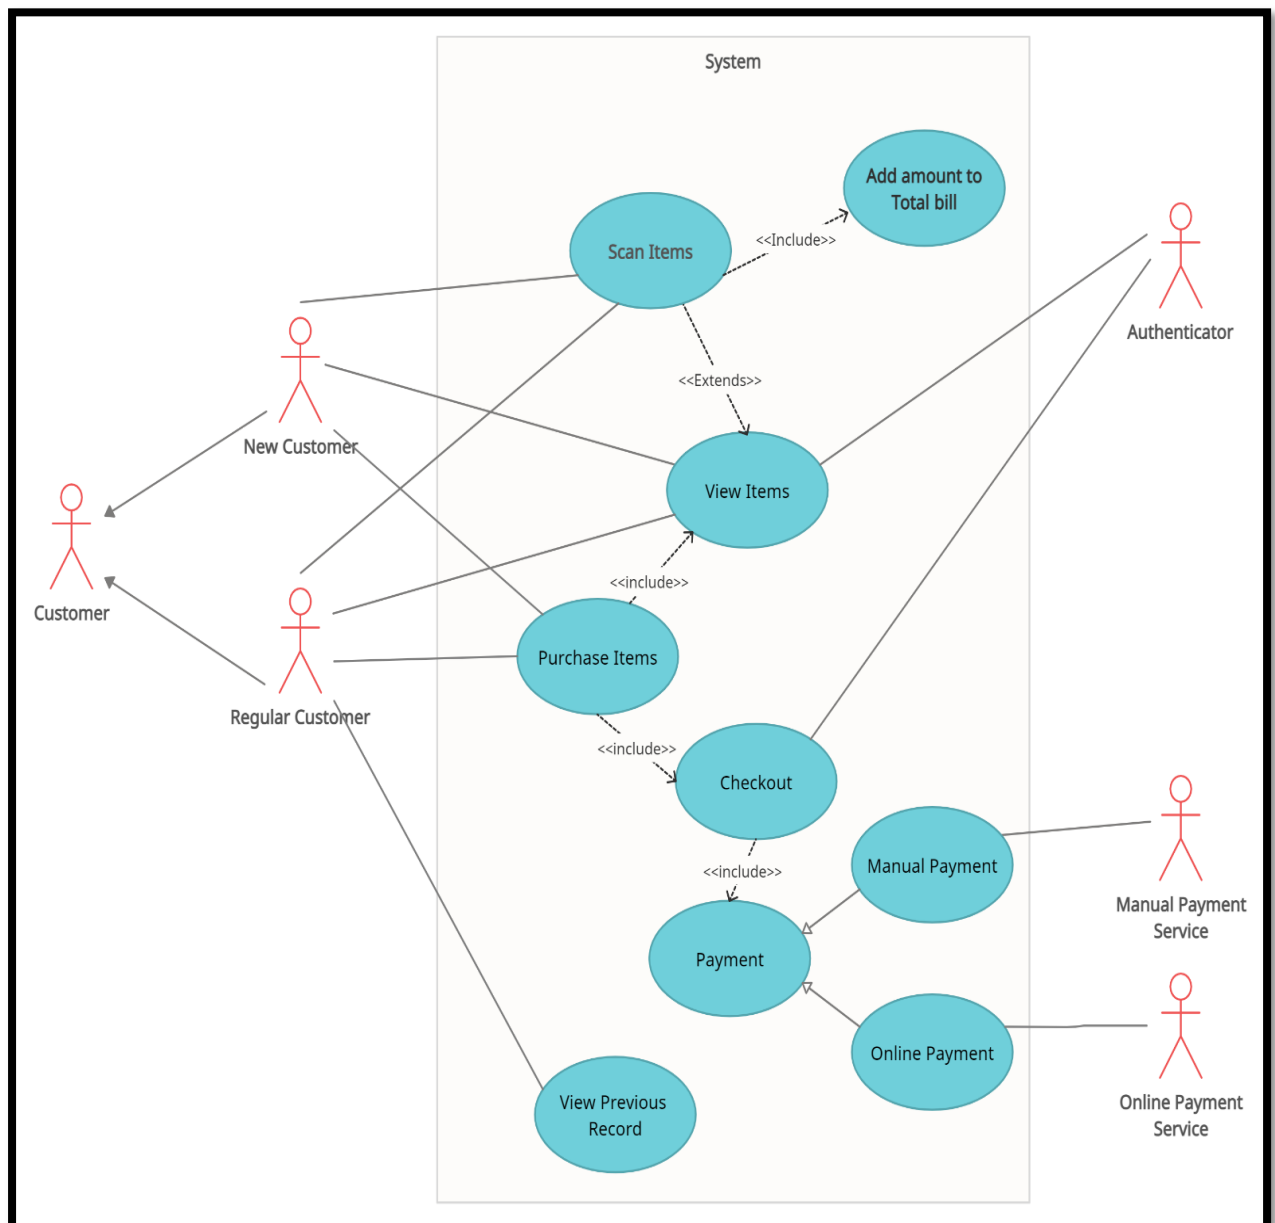 System
Add amount to
Total bill
<<Include>>
Scan Items
Authenticator
<<Extends>>
New Customer
View Items
<<include>>
Customer
Purchase Items
Regular Customer
<<include>>
Checkout
<<include>>
Manual Payment
Manual Payment
Service
Payment
Online Payment
View Previous
Record
Online Payment
Service